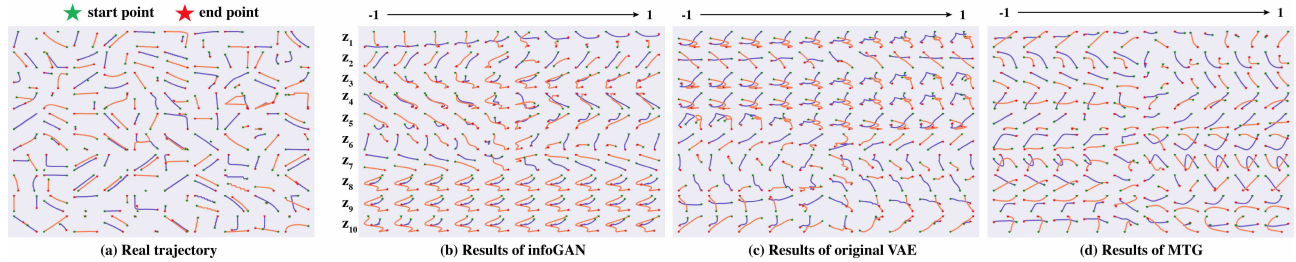 start point end point
-1 1 -1 1 -1 1
z1
z2
z3
z4
z5
z6
z7
z8
z9
z10
(a) Real trajectory (b) Results of infoGAN (c) Results of original VAE (d) Results of MTG